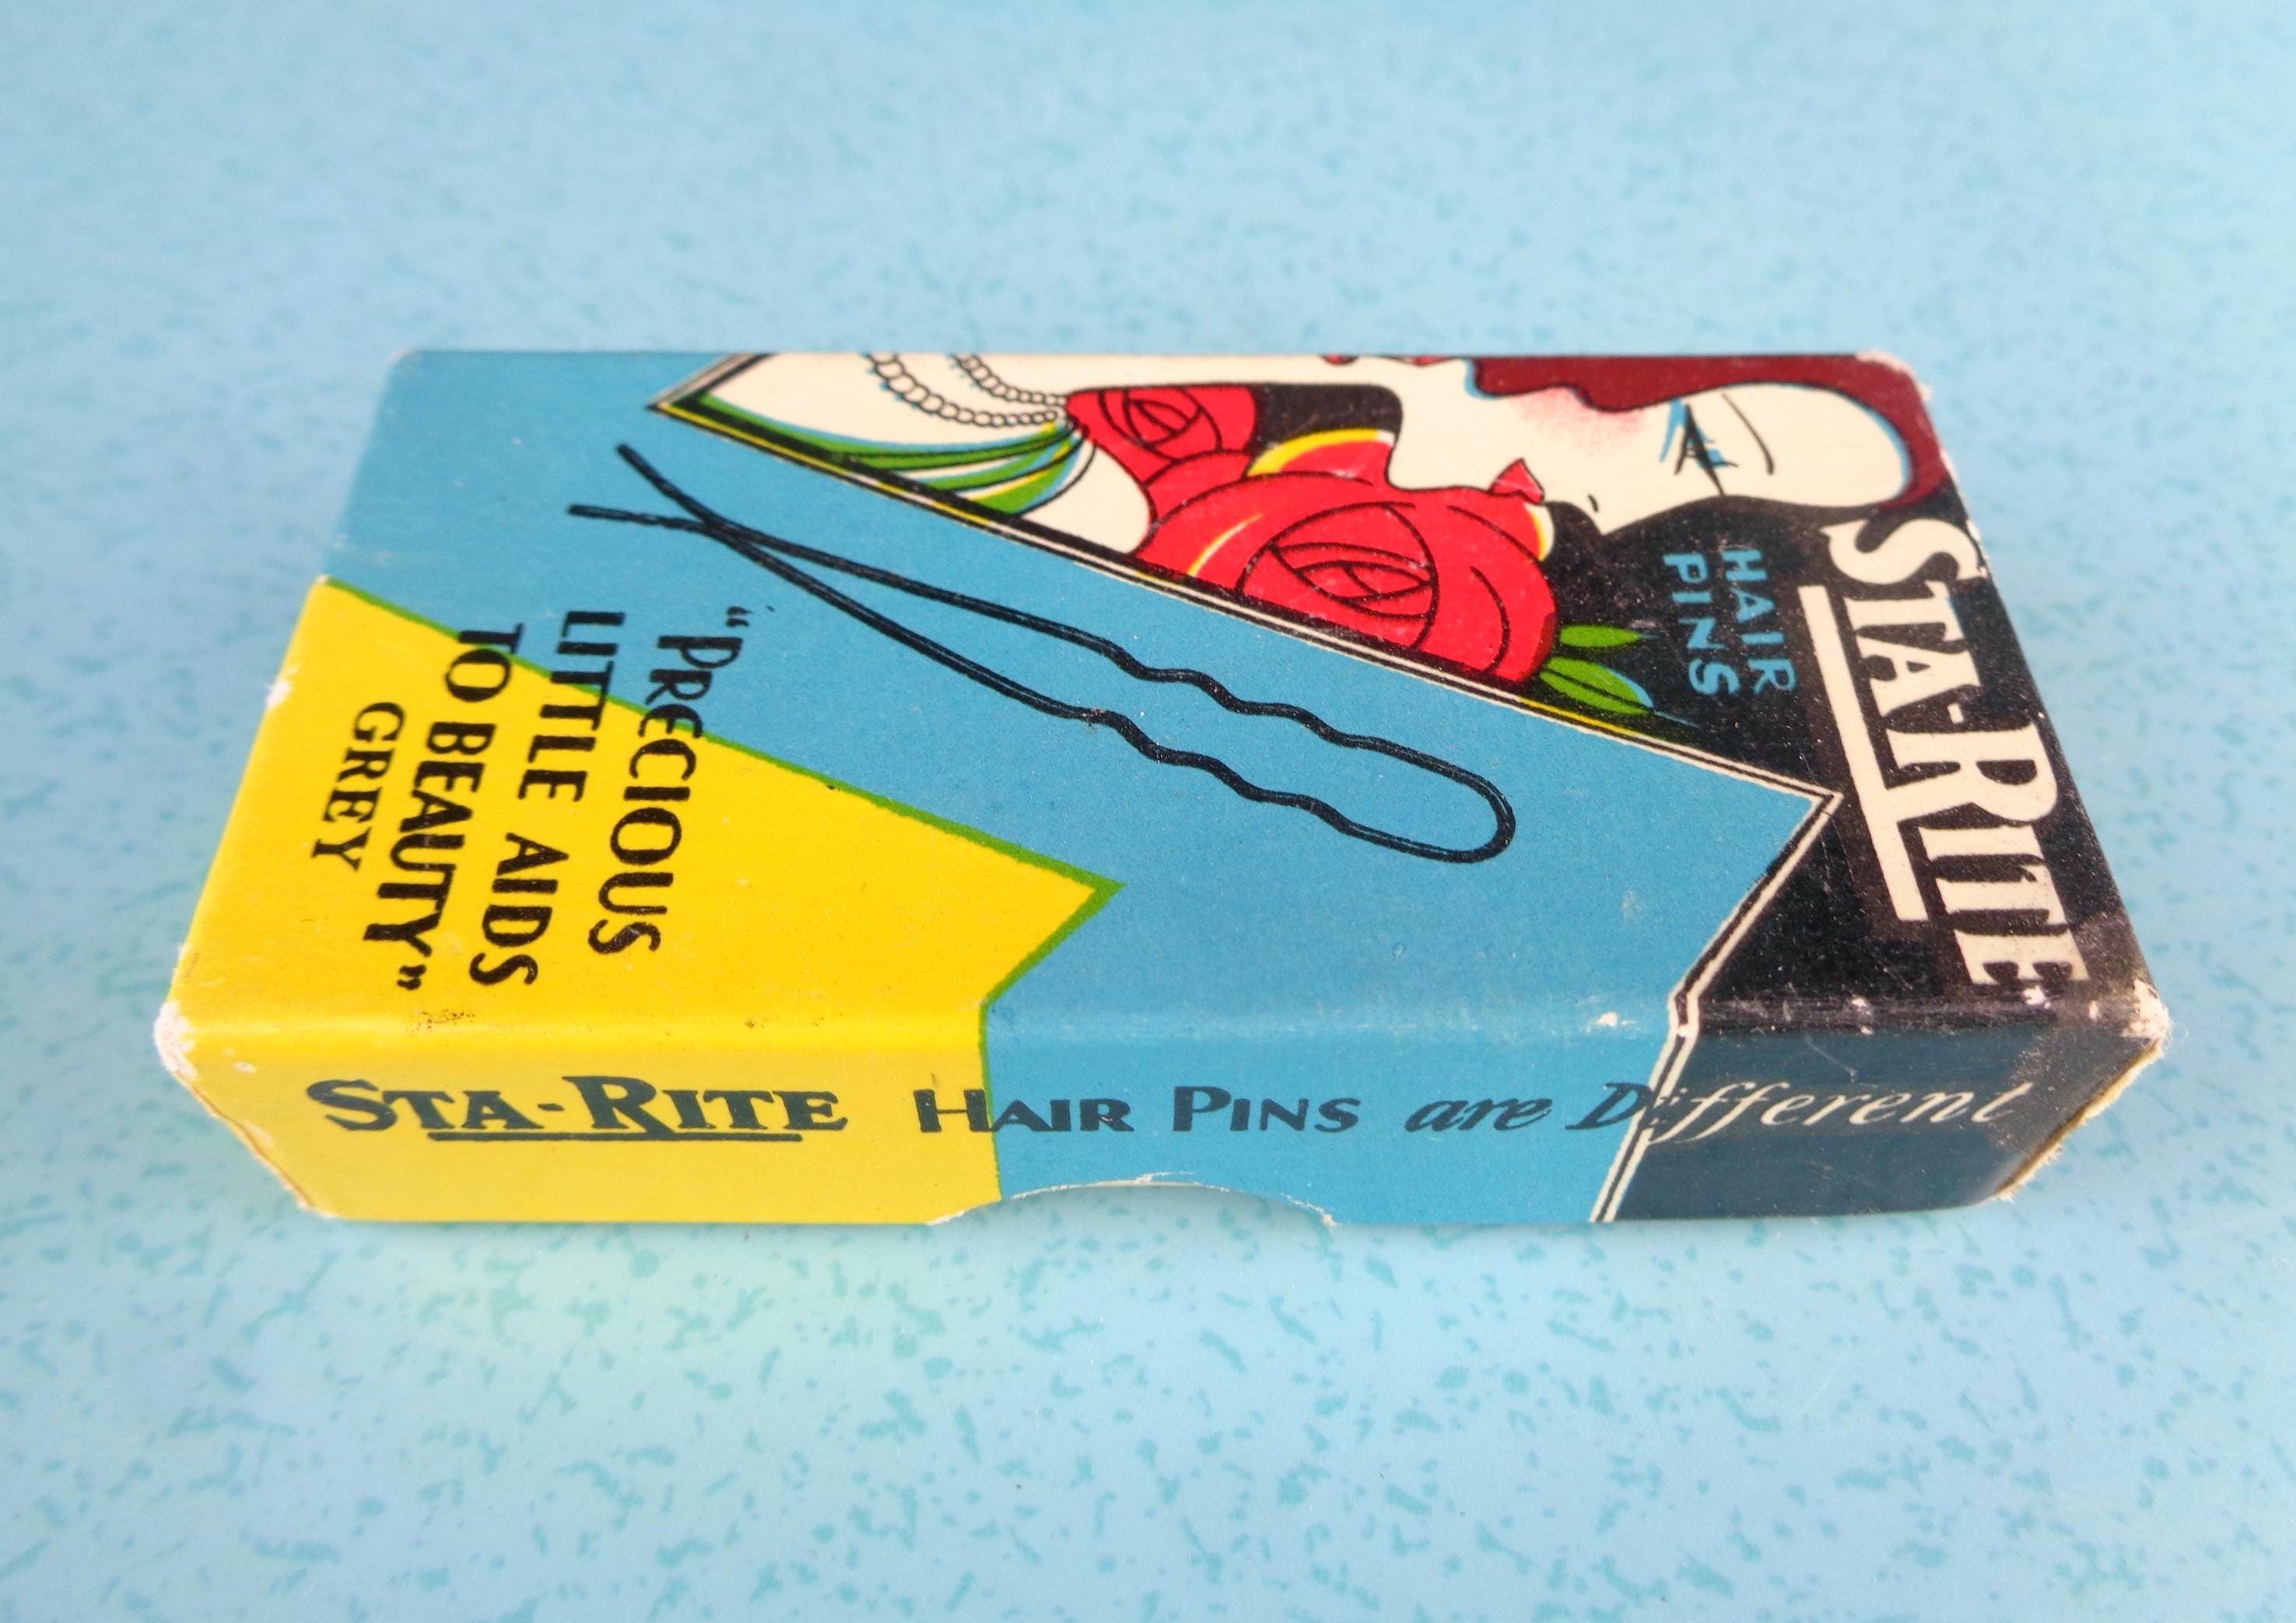 STA-RITE
HAIR
PINS
"PRECIOUS
LITTLE AIDS
TO BEAUTY"
GREY
STA-RITE HAIR PINS are Different